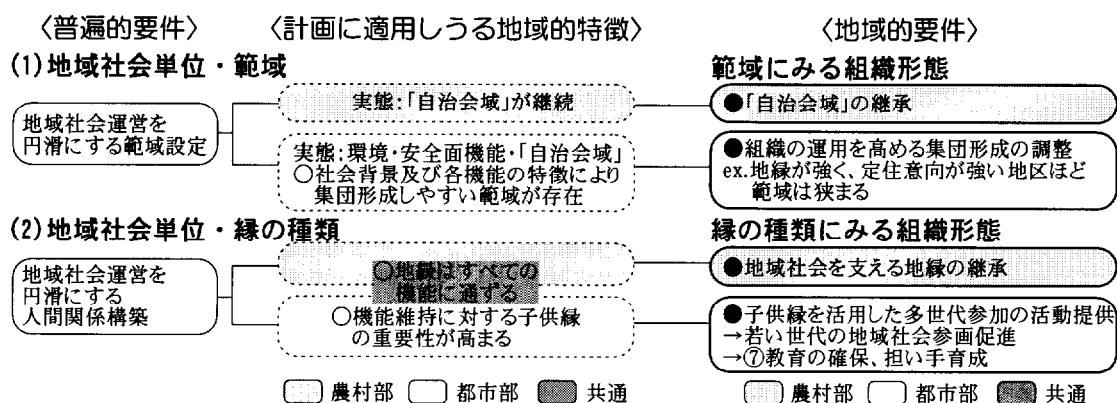 〈普遍的要件〉 〈計画に適用しうる地域的特徴〉 〈地域的要件〉
(1)地域社会単位・範域
範域にみる組織形態
地域社会運営を
円滑にする範域設定
実態:「自治会域」が継続
●「自治会域」の継承
実態:環境・安全面機能・「自治会域」
○社会背景及び各機能の特徴により
集団形成しやすい範域が存在
●組織の運用を高める集団形成の調整
ex.地縁が強く、定住意向が強い地区ほど
範域は狭まる
(2)地域社会単位・縁の種類
縁の種類にみる組織形態
地域社会運営を
円滑にする
人間関係構築
○地縁はすべての
機能に通ずる
●地域社会を支える地縁の継承
○機能維持に対する子供縁
の重要性が高まる
●子供縁を活用した多世代参加の活動提供
→若い世代の地域社会参画促進
→⑦教育の確保、担い手育成
農村部 都市部 共通
農村部 都市部 共通